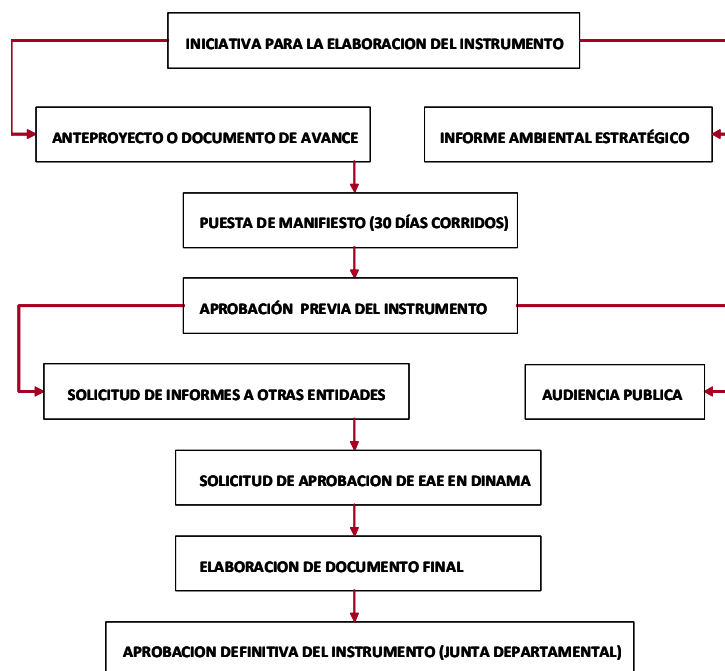 INICIATIVA PARA LA ELABORACION DEL INSTRUMENTO
ANTEPROYECTO O DOCUMENTO DE AVANCE
INFORME AMBIENTAL ESTRATÉGICO
PUESTA DE MANIFIESTO (30 DÍAS CORRIDOS)
APROBACIÓN PREVIA DEL INSTRUMENTO
SOLICITUD DE INFORMES A OTRAS ENTIDADES
AUDIENCIA PUBLICA
SOLICITUD DE APROBACION DE EAE EN DINAMA
ELABORACION DE DOCUMENTO FINAL
APROBACION DEFINITIVA DEL INSTRUMENTO (JUNTA DEPARTAMENTAL)